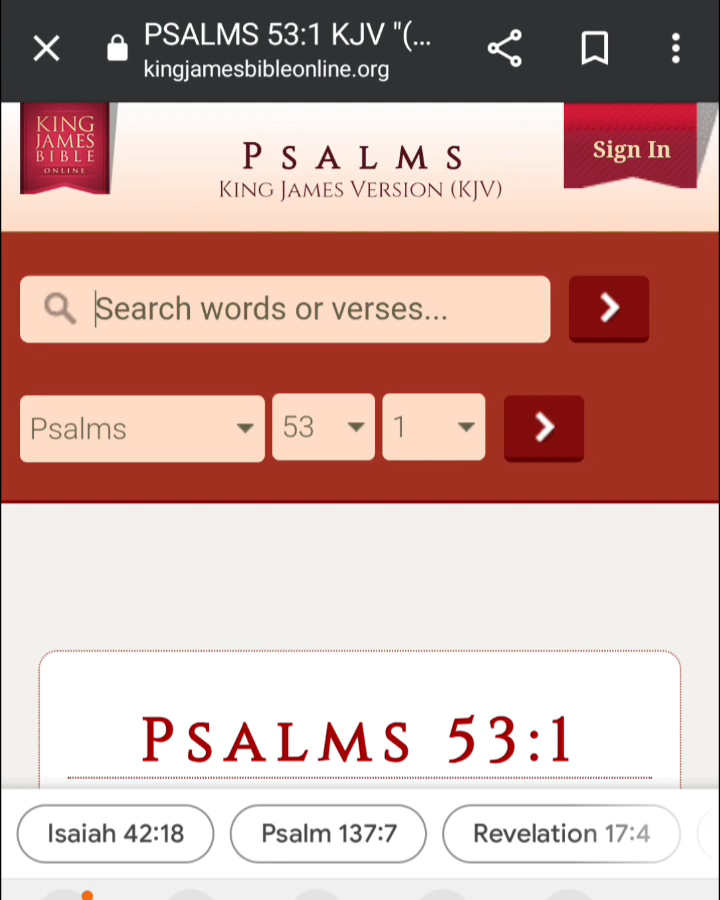 PSALMS 53:1 KJV "(...
kingjamesbibleonline.org
KING
JAMES
BIBLE
ONLINE
PSALMS
KING JAMES VERSION (KJV)
Sign In
Search words or verses...
Psalms 53 1
PSALMS 53:1
Isaiah 42:18 Psalm 137:7 Revelation 17:4